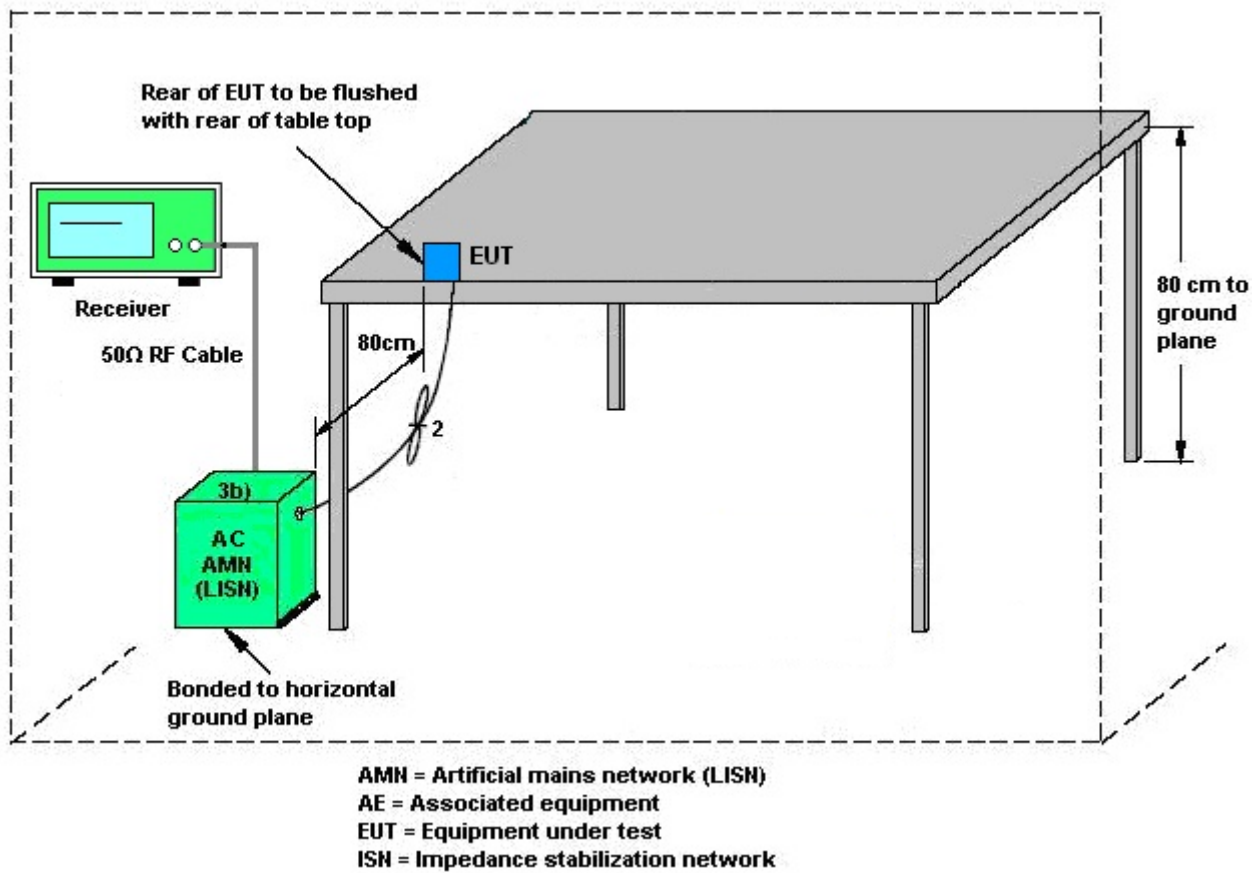 Rear of EUT to be flushed
with rear of table top
EUT
Receiver
50Ω RF Cable
80cm
80 cm to
ground
plane
2
3b)
AC
AMN
(LISN)
Bonded to horizontal
ground plane
AMN = Artificial mains network (LISN)
AE = Associated equipment
EUT = Equipment under test
ISN = Impedance stabilization network